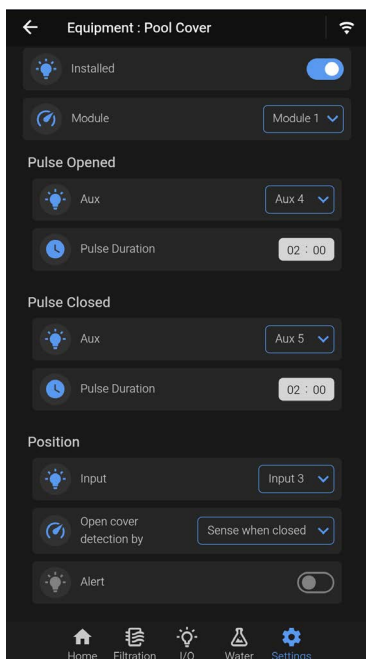 Equipment : Pool Cover
Installed
Module
Module 1
Pulse Opened
Aux
Aux 4
Pulse Duration
02 : 00
Pulse Closed
Aux
Aux 5
Pulse Duration
02 : 00
Position
Input
Input 3
Open cover
detection by
Sense when closed
Alert
Home Filtration I/O Water Settings